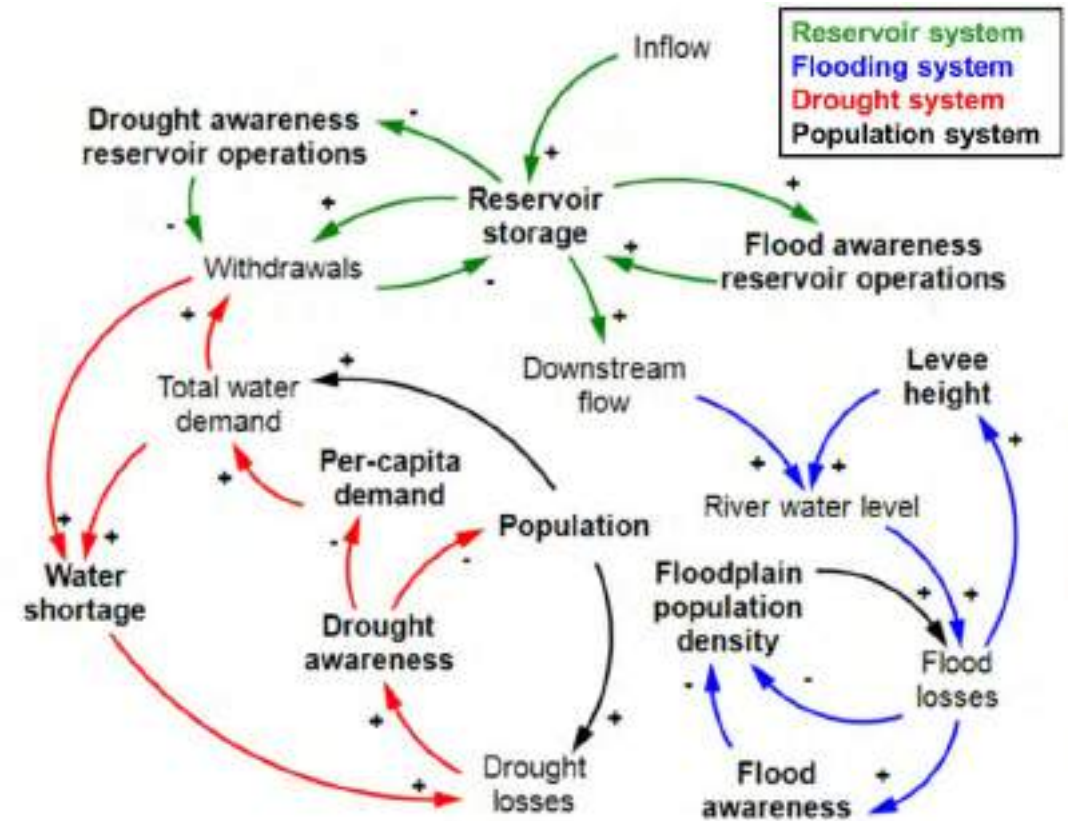 Inflow
Reservoir system
Flooding system
Drought system
Population system
Drought awareness
reservoir operations
-
+
+
Reservoir
storage
+
Flood awareness
reservoir operations
-
+
Withdrawals
-
+
+
Downstream
flow
Levee
height
+
Total water
demand
+
Per-capita
demand
+
+
+
River water level
Population
+
+
-
-
Water
shortage
Floodplain
population
density
+
+
Drought
awareness
Flood
losses
-
-
+
+
Drought
losses
+
Flood
awareness
+